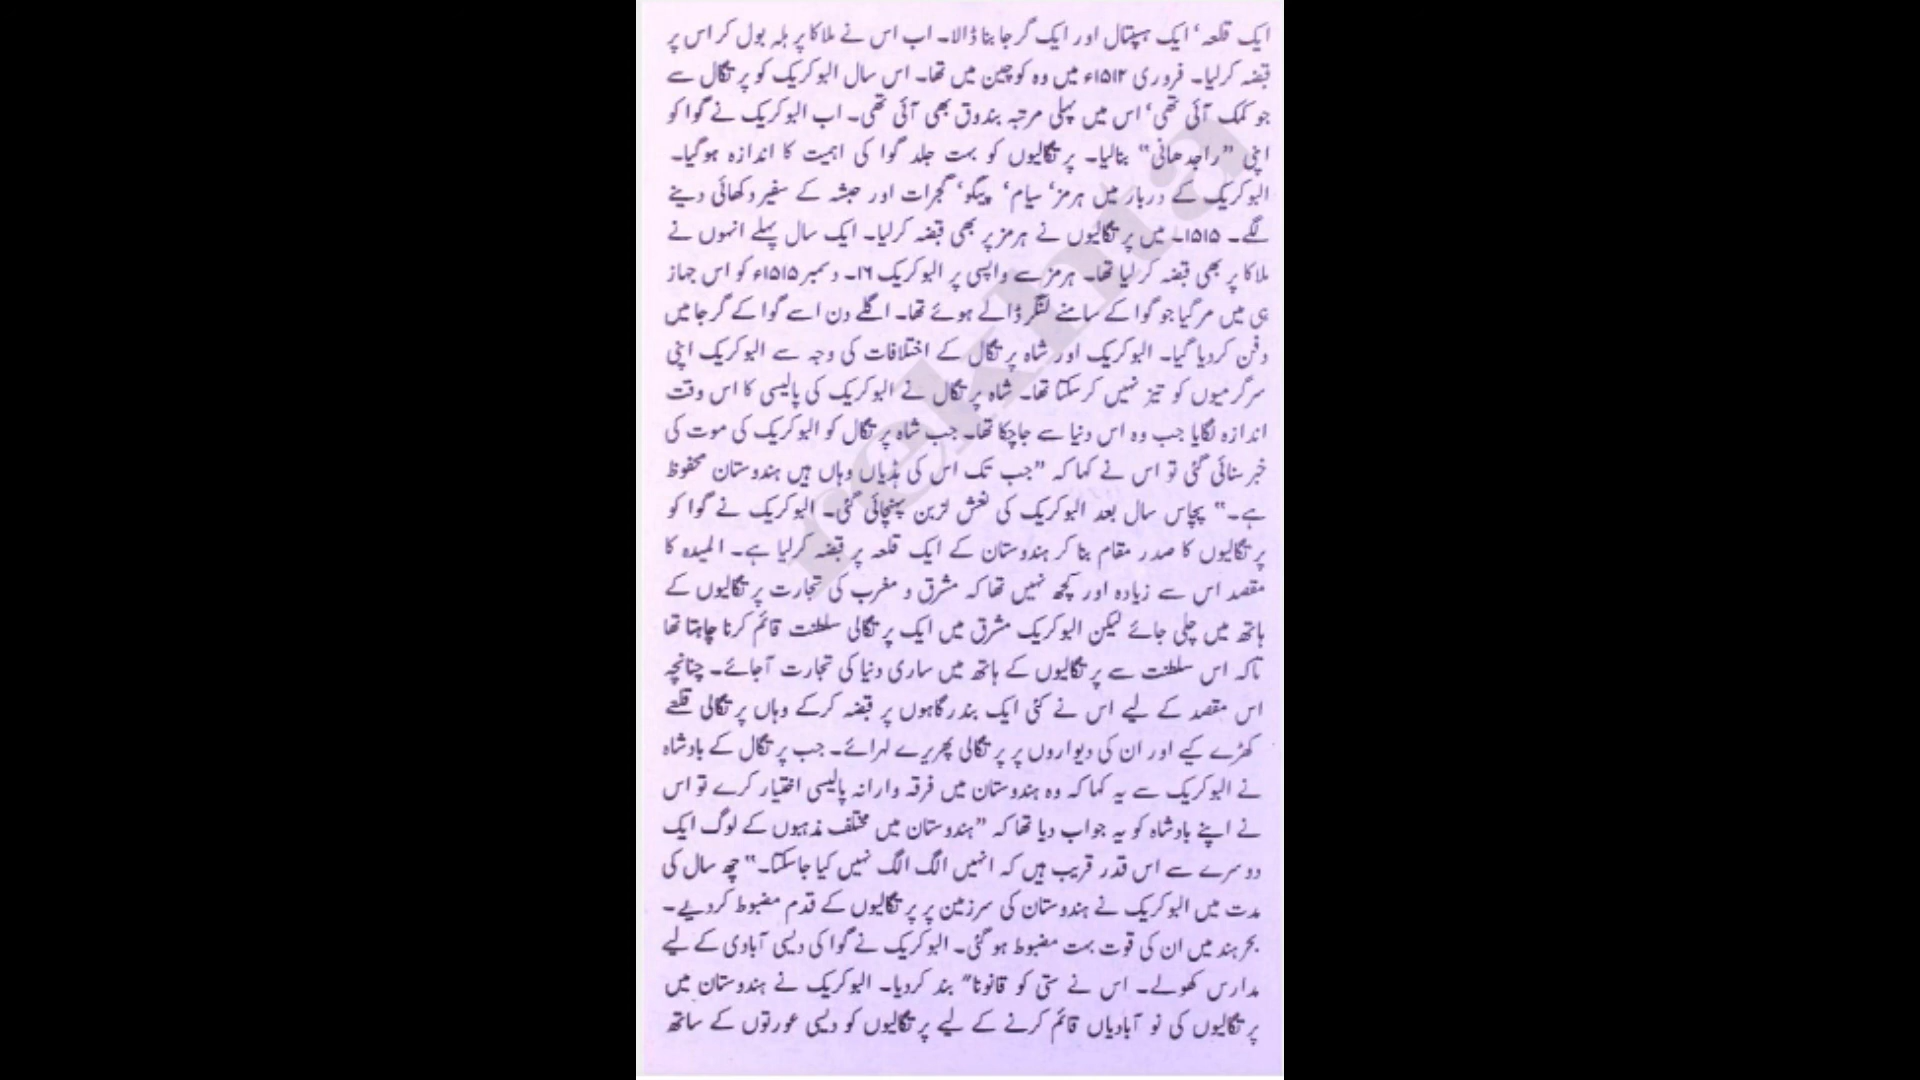 ایک قلعہ‘ ایک ہسپتال اور ایک گرجا بنا ڈالا۔ اب اس نے ملاکا پر ہلہ بول کر اس پر
قبضہ کرلیا۔ فروری ۱۵۱۲ء میں وہ کوچین میں تھا۔ اس سال البوکریک کو پرتگال سے
جو کمک آئی تھی‘ اس میں پہلی مرتبہ بندوق بھی آئی تھی۔ اب البوکریک نے گوا کو
اپنی ”راجدھانی“ بنالیا۔ پرتگالیوں کو بہت جلد گوا کی اہمیت کا اندازہ ہوگیا۔
البوکریک کے دربار میں ہرمز‘ سیام‘ پیگو‘ گجرات اور حبشہ کے سفیر دکھائی دینے
لگے۔ ۱۵۱۵ء میں پرتگالیوں نے ہرمز پر بھی قبضہ کرلیا۔ ایک سال پہلے انہوں نے
ملاکا پر بھی قبضہ کرلیا تھا۔ ہرمز سے واپسی پر البوکریک ۱۶۔ دسمبر ۱۵۱۵ء کو اس جہاز
ہی میں مرگیا جو گوا کے سامنے لنگر ڈالے ہوئے تھا۔ اگلے دن اسے گوا کے گرجا میں
دفن کردیا گیا۔ البوکریک اور شاہ پرتگال کے اختلافات کی وجہ سے البوکریک اپنی
سرگرمیوں کو تیز نہیں کرسکتا تھا۔ شاہ پرتگال نے البوکریک کی پالیسی کا اس وقت
اندازہ لگایا جب وہ اس دنیا سے جاچکا تھا۔ جب شاہ پرتگال کو البوکریک کی موت کی
خبر سنائی گئی تو اس نے کہا کہ ”جب تک اس کی ہڈیاں وہاں ہیں ہندوستان محفوظ
ہے۔“ پچاس سال بعد البوکریک کی نعش لزبن پہنچائی گئی۔ البوکریک نے گوا کو
پرتگالیوں کا صدر مقام بنا کر ہندوستان کے ایک قلعہ پر قبضہ کرلیا ہے۔ المیدہ کا
مقصد اس سے زیادہ اور کچھ نہیں تھا کہ مشرق و مغرب کی تجارت پرتگالیوں کے
ہاتھ میں چلی جائے لیکن البوکریک مشرق میں ایک پرتگالی سلطنت قائم کرنا چاہتا تھا
تاکہ اس سلطنت سے پرتگالیوں کے ہاتھ میں ساری دنیا کی تجارت آجائے۔ چنانچہ
اس مقصد کے لیے اس نے کئی ایک بندرگاہوں پر قبضہ کرکے وہاں پرتگالی قلعے
کھڑے کیے اور ان کی دیواروں پر پرتگالی پھریرے لہرائے۔ جب پرتگال کے بادشاہ
نے البوکریک سے یہ کہا کہ وہ ہندوستان میں فرقہ وارانہ پالیسی اختیار کرے تو اس
نے اپنے بادشاہ کو یہ جواب دیا تھا کہ ”ہندوستان میں مختلف مذہبوں کے لوگ ایک
دوسرے سے اس قدر قریب ہیں کہ انہیں الگ الگ نہیں کیا جاسکتا۔“ چھ سال کی
مدت میں البوکریک نے ہندوستان کی سرزمین پر پرتگالیوں کے قدم مضبوط کردیے۔
بحر ہند میں ان کی قوت بہت مضبوط ہوگئی۔ البوکریک نے گوا کی دیسی آبادی کے لیے
مدارس کھولے۔ اس نے ستی کو قانونا" بند کردیا۔ البوکریک نے ہندوستان میں
پرتگالیوں کی نو آبادیاں قائم کرنے کے لیے پرتگالیوں کو دیسی عورتوں کے ساتھ
rekhta